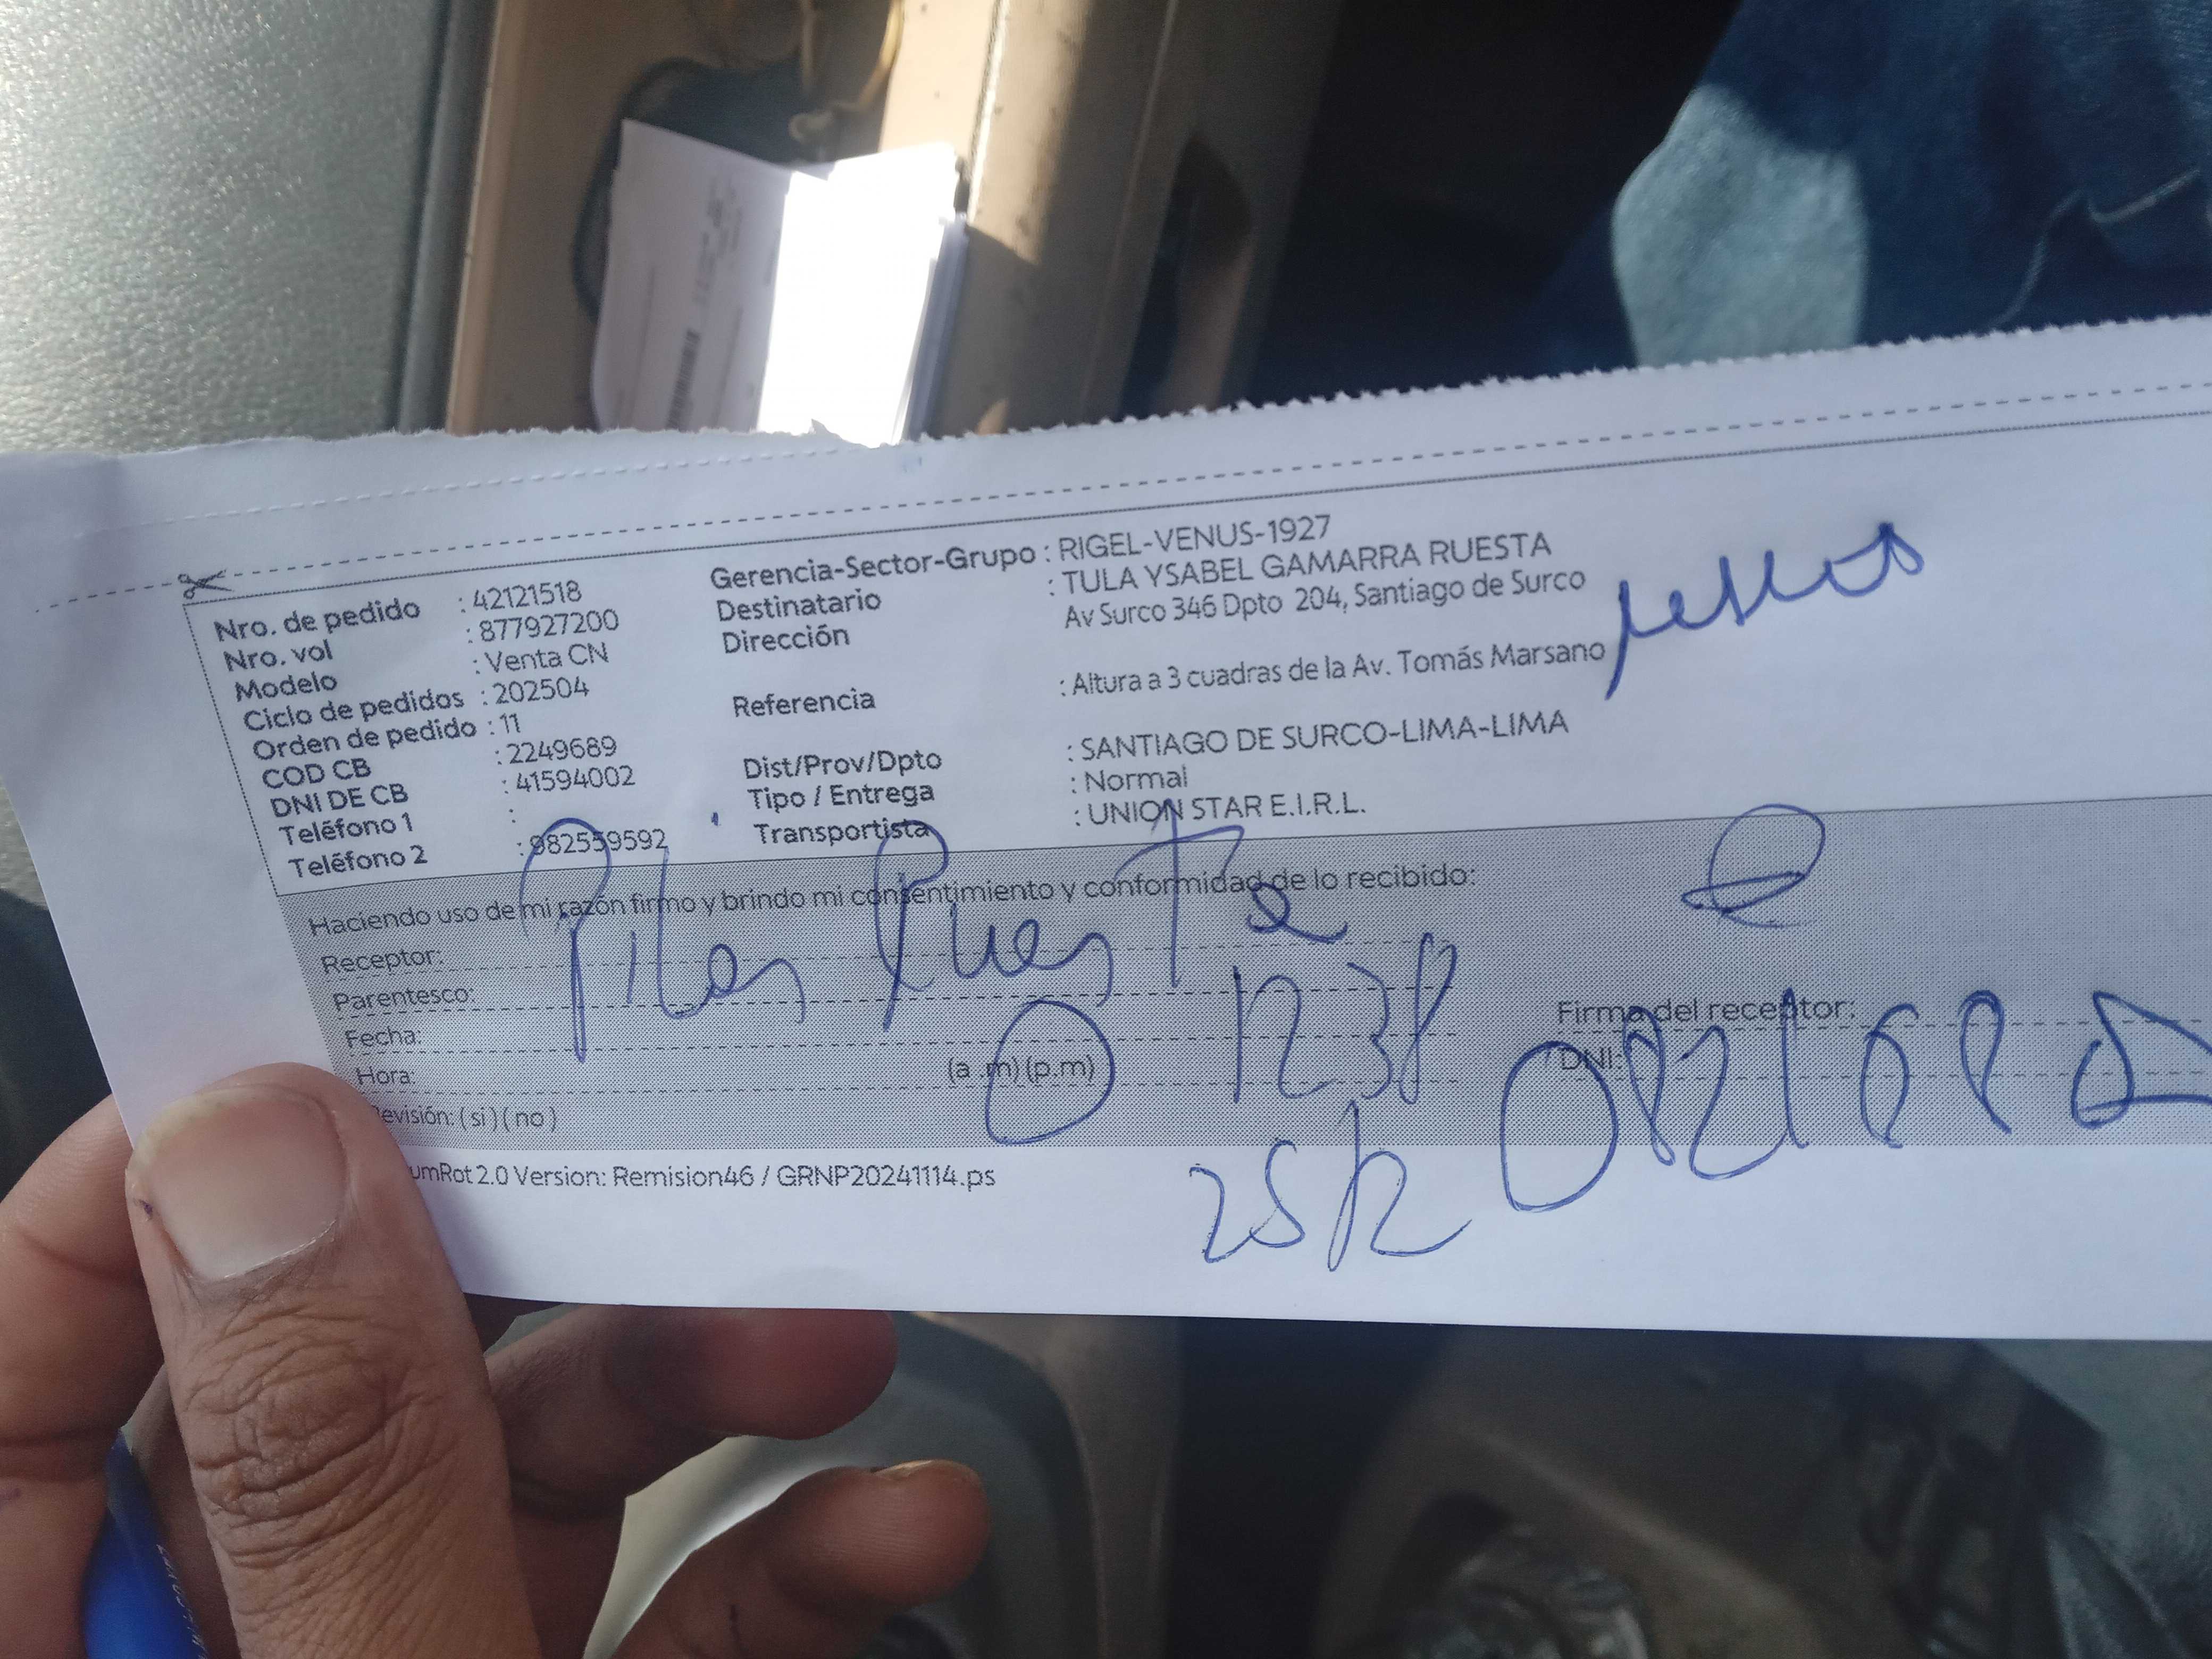 Nro. de pedido : 42121518
Nro. vol : 877927200
Modelo : Venta CN
Ciclo de pedidos : 202504
Orden de pedido : 11
COD CB : 2249689
DNI DE CB : 41594002
Teléfono 1 :
Teléfono 2 : 982559592
Gerencia-Sector-Grupo : RIGEL-VENUS-1927
Destinatario : TULA YSABEL GAMARRA RUESTA
Dirección Av Surco 346 Dpto 204, Santiago de Surco
Referencia : Altura a 3 cuadras de la Av. Tomás Marsano
Dist/Prov/Dpto : SANTIAGO DE SURCO-LIMA-LIMA
Tipo / Entrega : Normal
Transportista : UNION STAR E.I.R.L.
Haciendo uso de mi razón firmo y brindo mi consentimiento y conformidad de lo recibido:
Receptor:
Parentesco:
Fecha:
Hora: (a .m) (p.m)
evisión: ( si ) ( no )
Firma del receptor:
DNI:
umRot 2.0 Version: Remision46 / GRNP20241114.ps